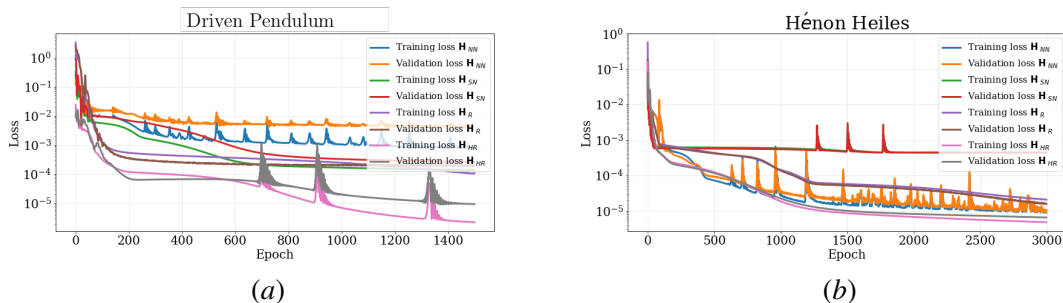 Driven Pendulum
Loss
10⁰
10⁻¹
10⁻²
10⁻³
10⁻⁴
10⁻⁵
Training loss H_NN
Validation loss H_NN
Training loss H_SN
Validation loss H_SN
Training loss H_R
Validation loss H_R
Training loss H_HR
Validation loss H_HR
0 200 400 600 800 1000 1200 1400
Epoch
(a)
Hénon Heiles
Loss
10⁰
10⁻¹
10⁻²
10⁻³
10⁻⁴
10⁻⁵
Training loss H_NN
Validation loss H_NN
Training loss H_SN
Validation loss H_SN
Training loss H_R
Validation loss H_R
Training loss H_HR
Validation loss H_HR
0 500 1000 1500 2000 2500 3000
Epoch
(b)